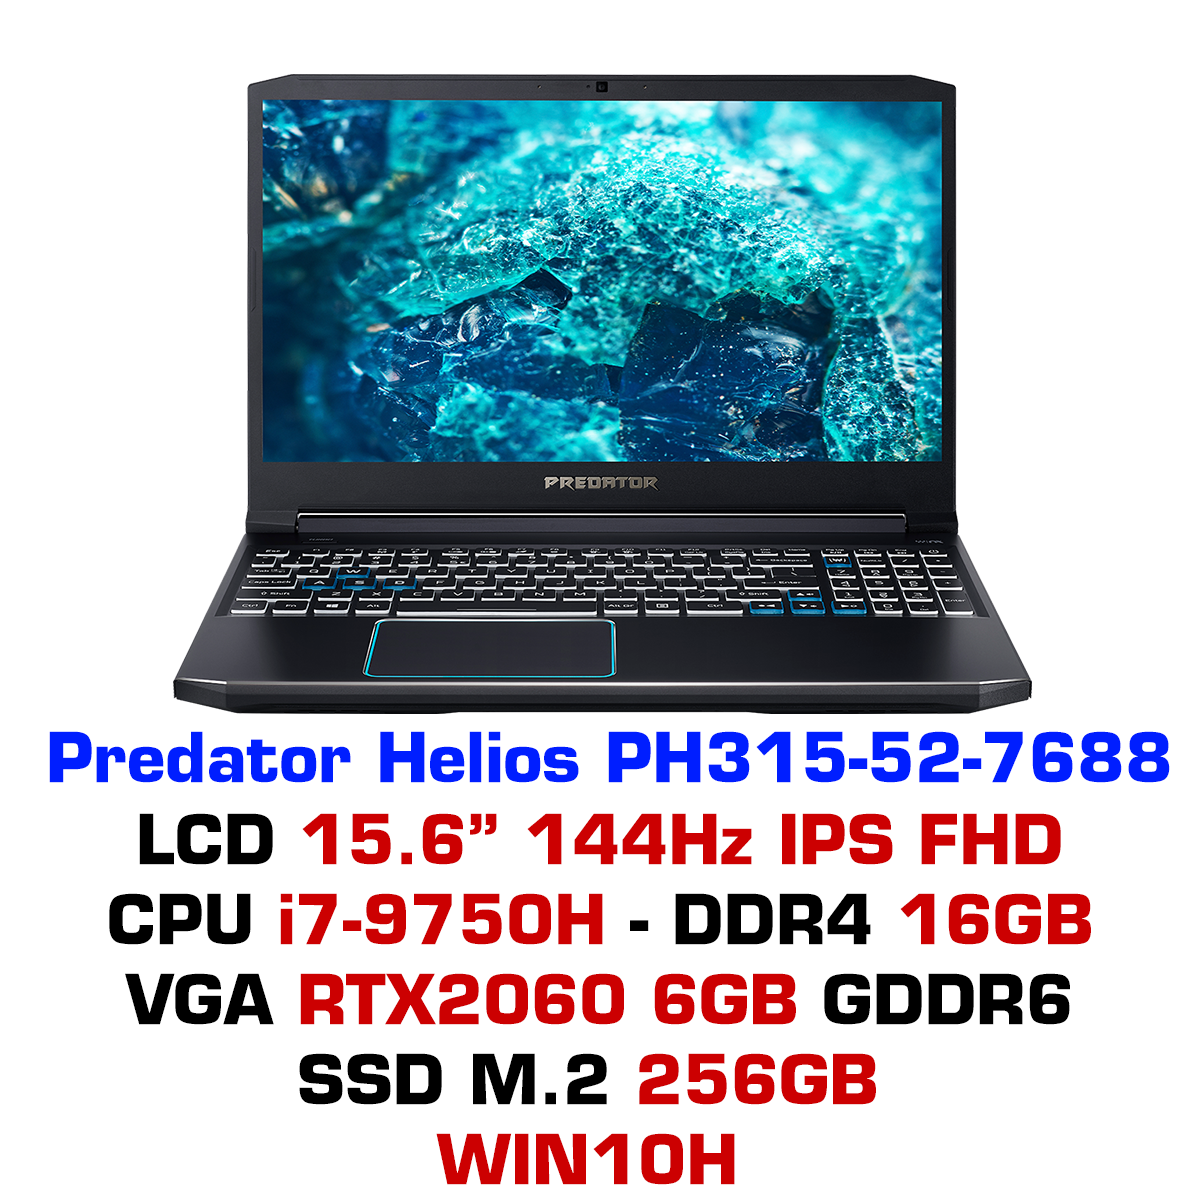 PREDATOR
Predator Helios PH315-52-7688
LCD 15.6” 144Hz IPS FHD
CPU i7-9750H - DDR4 16GB
VGA RTX2060 6GB GDDR6
SSD M.2 256GB
WIN10H